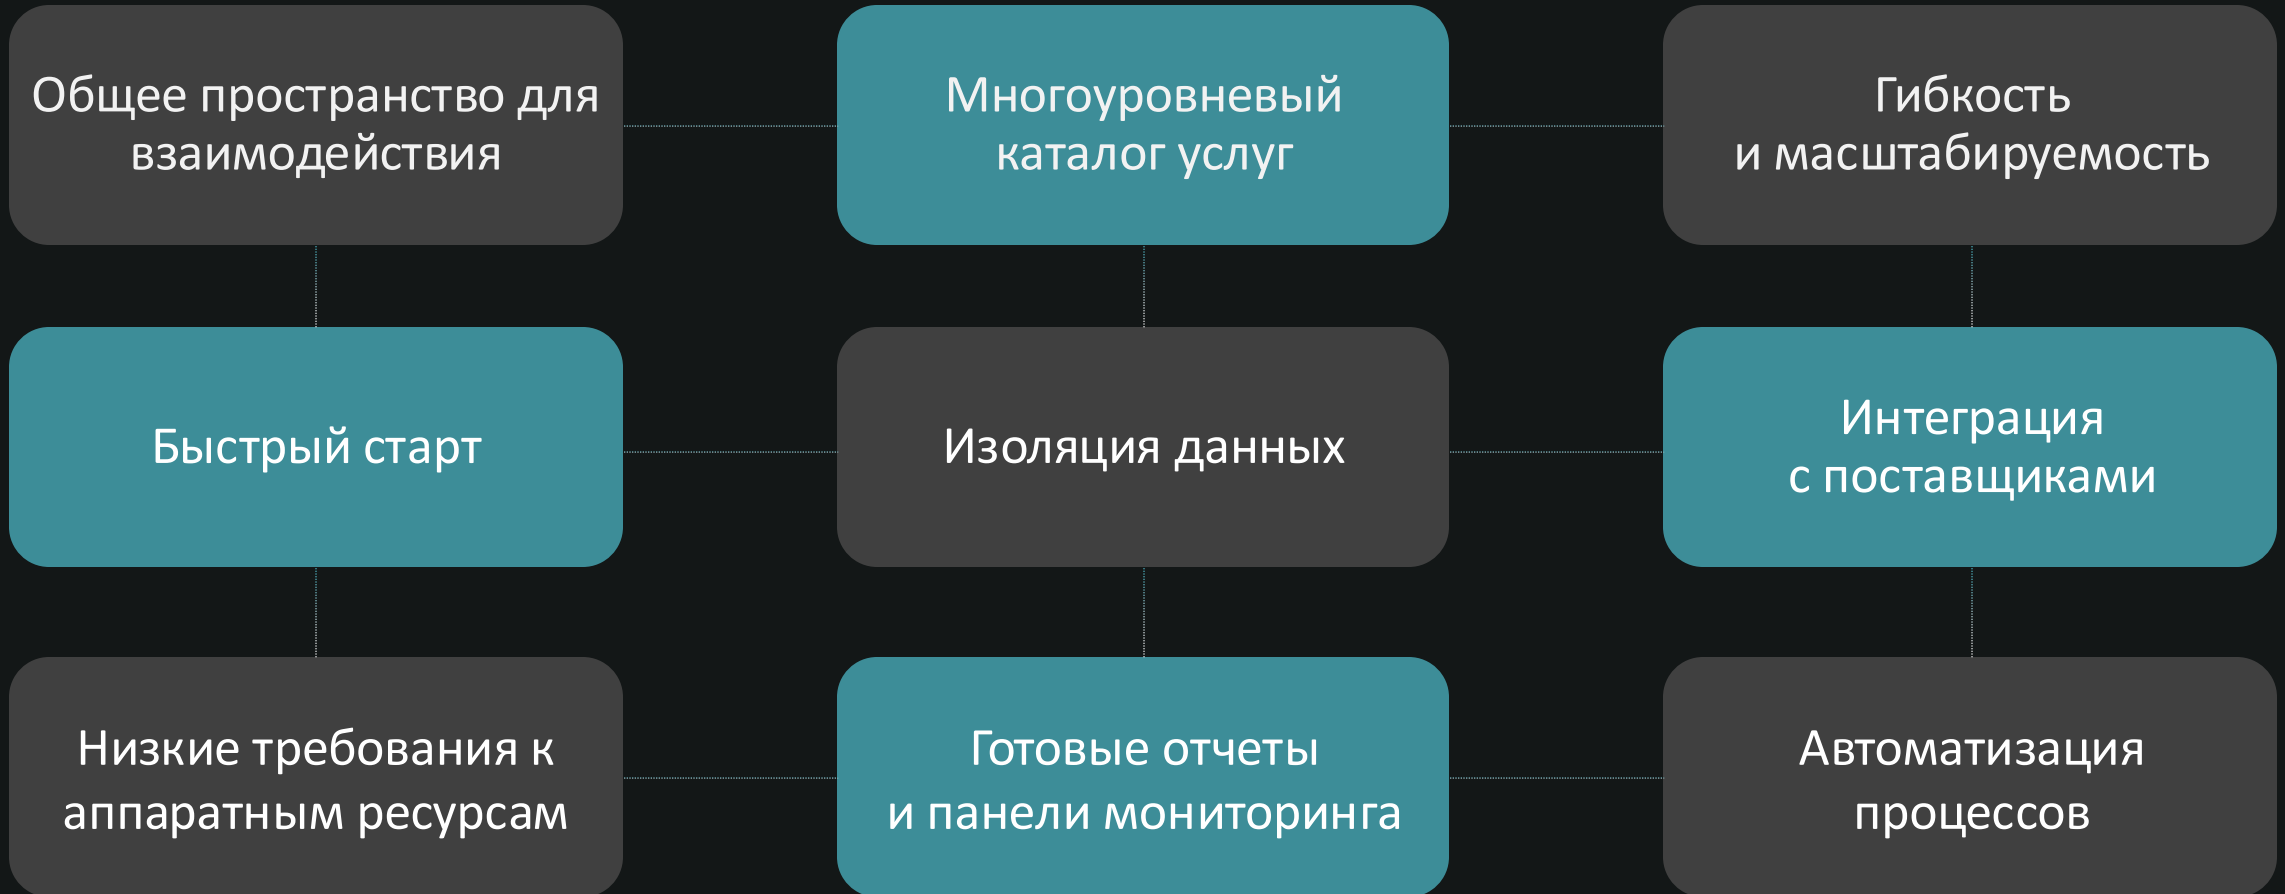 Общее пространство для
взаимодействия
Многоуровневый
каталог услуг
Гибкость
и масштабируемость
Быстрый старт
Изоляция данных
Интеграция
с поставщиками
Низкие требования к
аппаратным ресурсам
Готовые отчеты
и панели мониторинга
Автоматизация
процессов